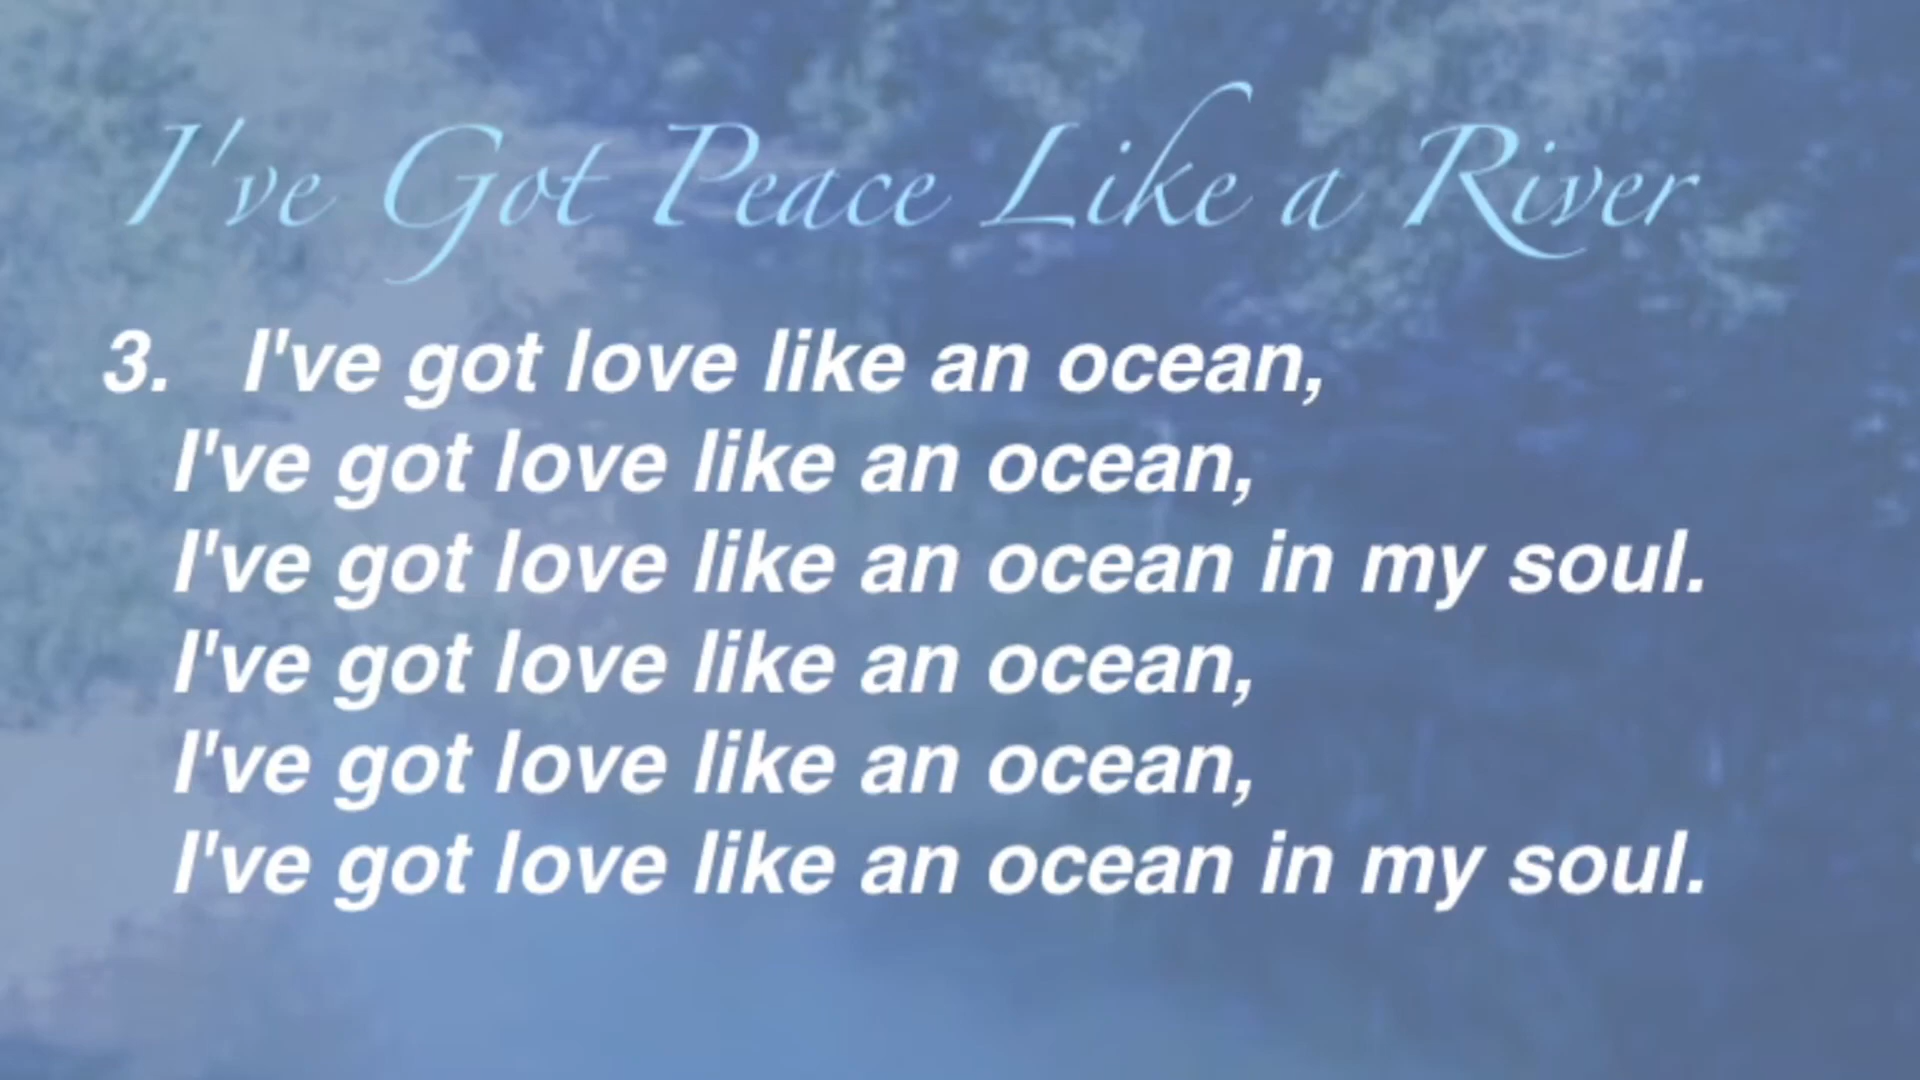 I've Got Peace Like a River
3. I've got love like an ocean,
I've got love like an ocean,
I've got love like an ocean in my soul.
I've got love like an ocean,
I've got love like an ocean,
I've got love like an ocean in my soul.